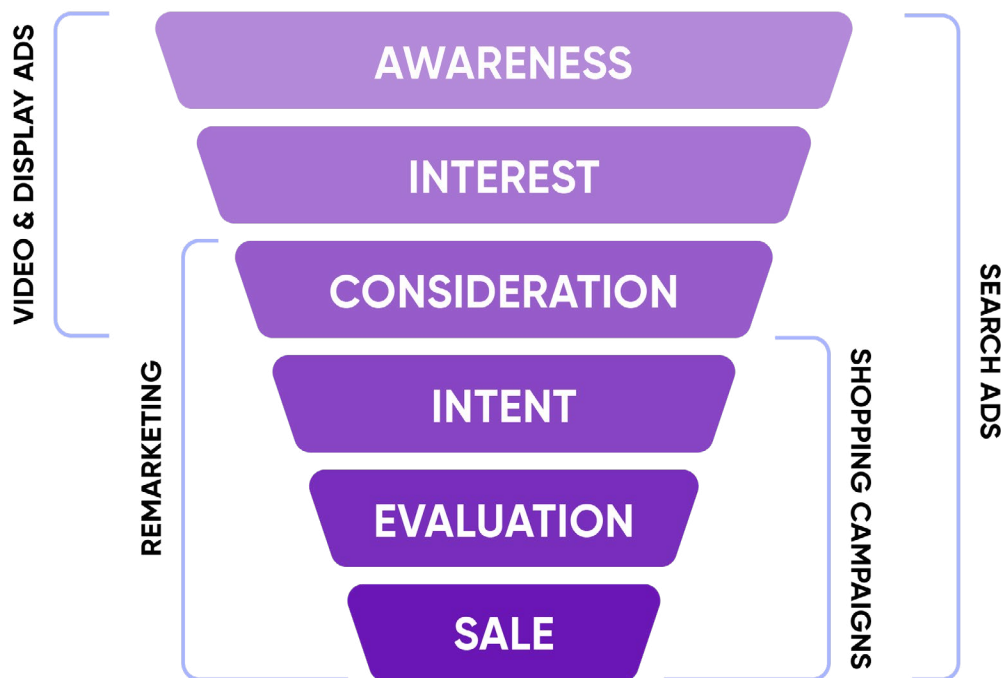 VIDEO & DISPLAY ADS
AWARENESS
INTEREST
CONSIDERATION
INTENT
EVALUATION
SALE
REMARKETING
SHOPPING CAMPAIGNS
SEARCH ADS